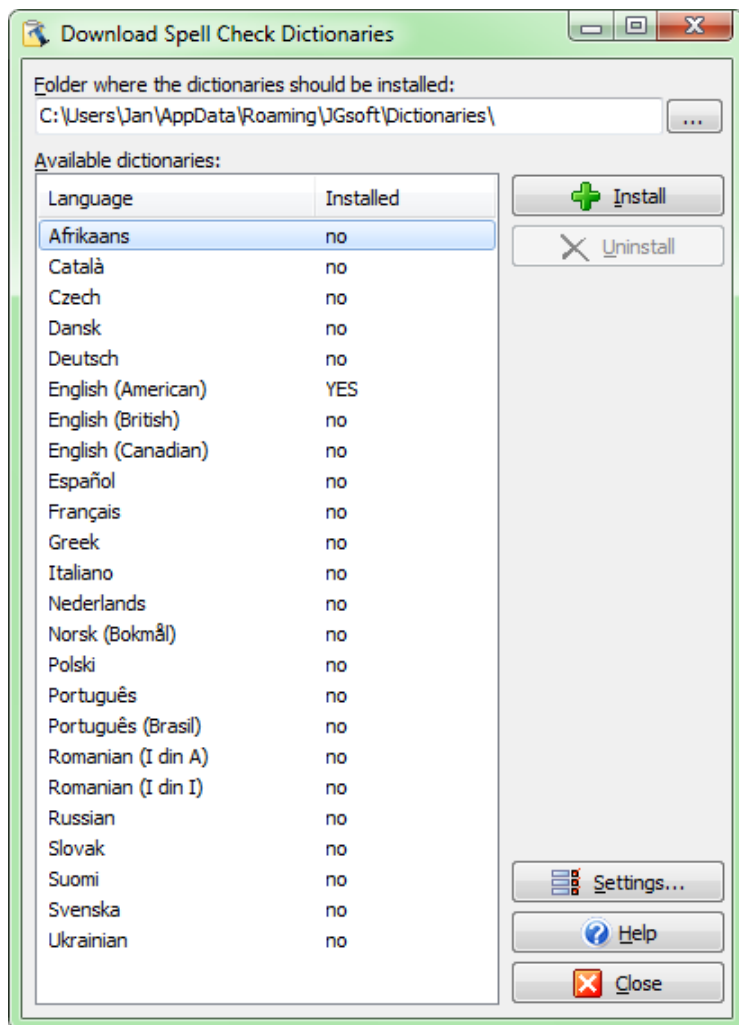 Download Spell Check Dictionaries
Folder where the dictionaries should be installed:
C:\Users\Jan\AppData\Roaming\JGsoft\Dictionaries\
...
Available dictionaries:
Language Installed
Install
Afrikaans no
Uninstall
Català no
Czech no
Dansk no
Deutsch no
English (American) YES
English (British) no
English (Canadian) no
Español no
Français no
Greek no
Italiano no
Nederlands no
Norsk (Bokmål) no
Polski no
Português no
Português (Brasil) no
Romanian (I din A) no
Romanian (I din I) no
Russian no
Slovak no
Suomi no
Settings...
Svenska no
Ukrainian no
Help
Close